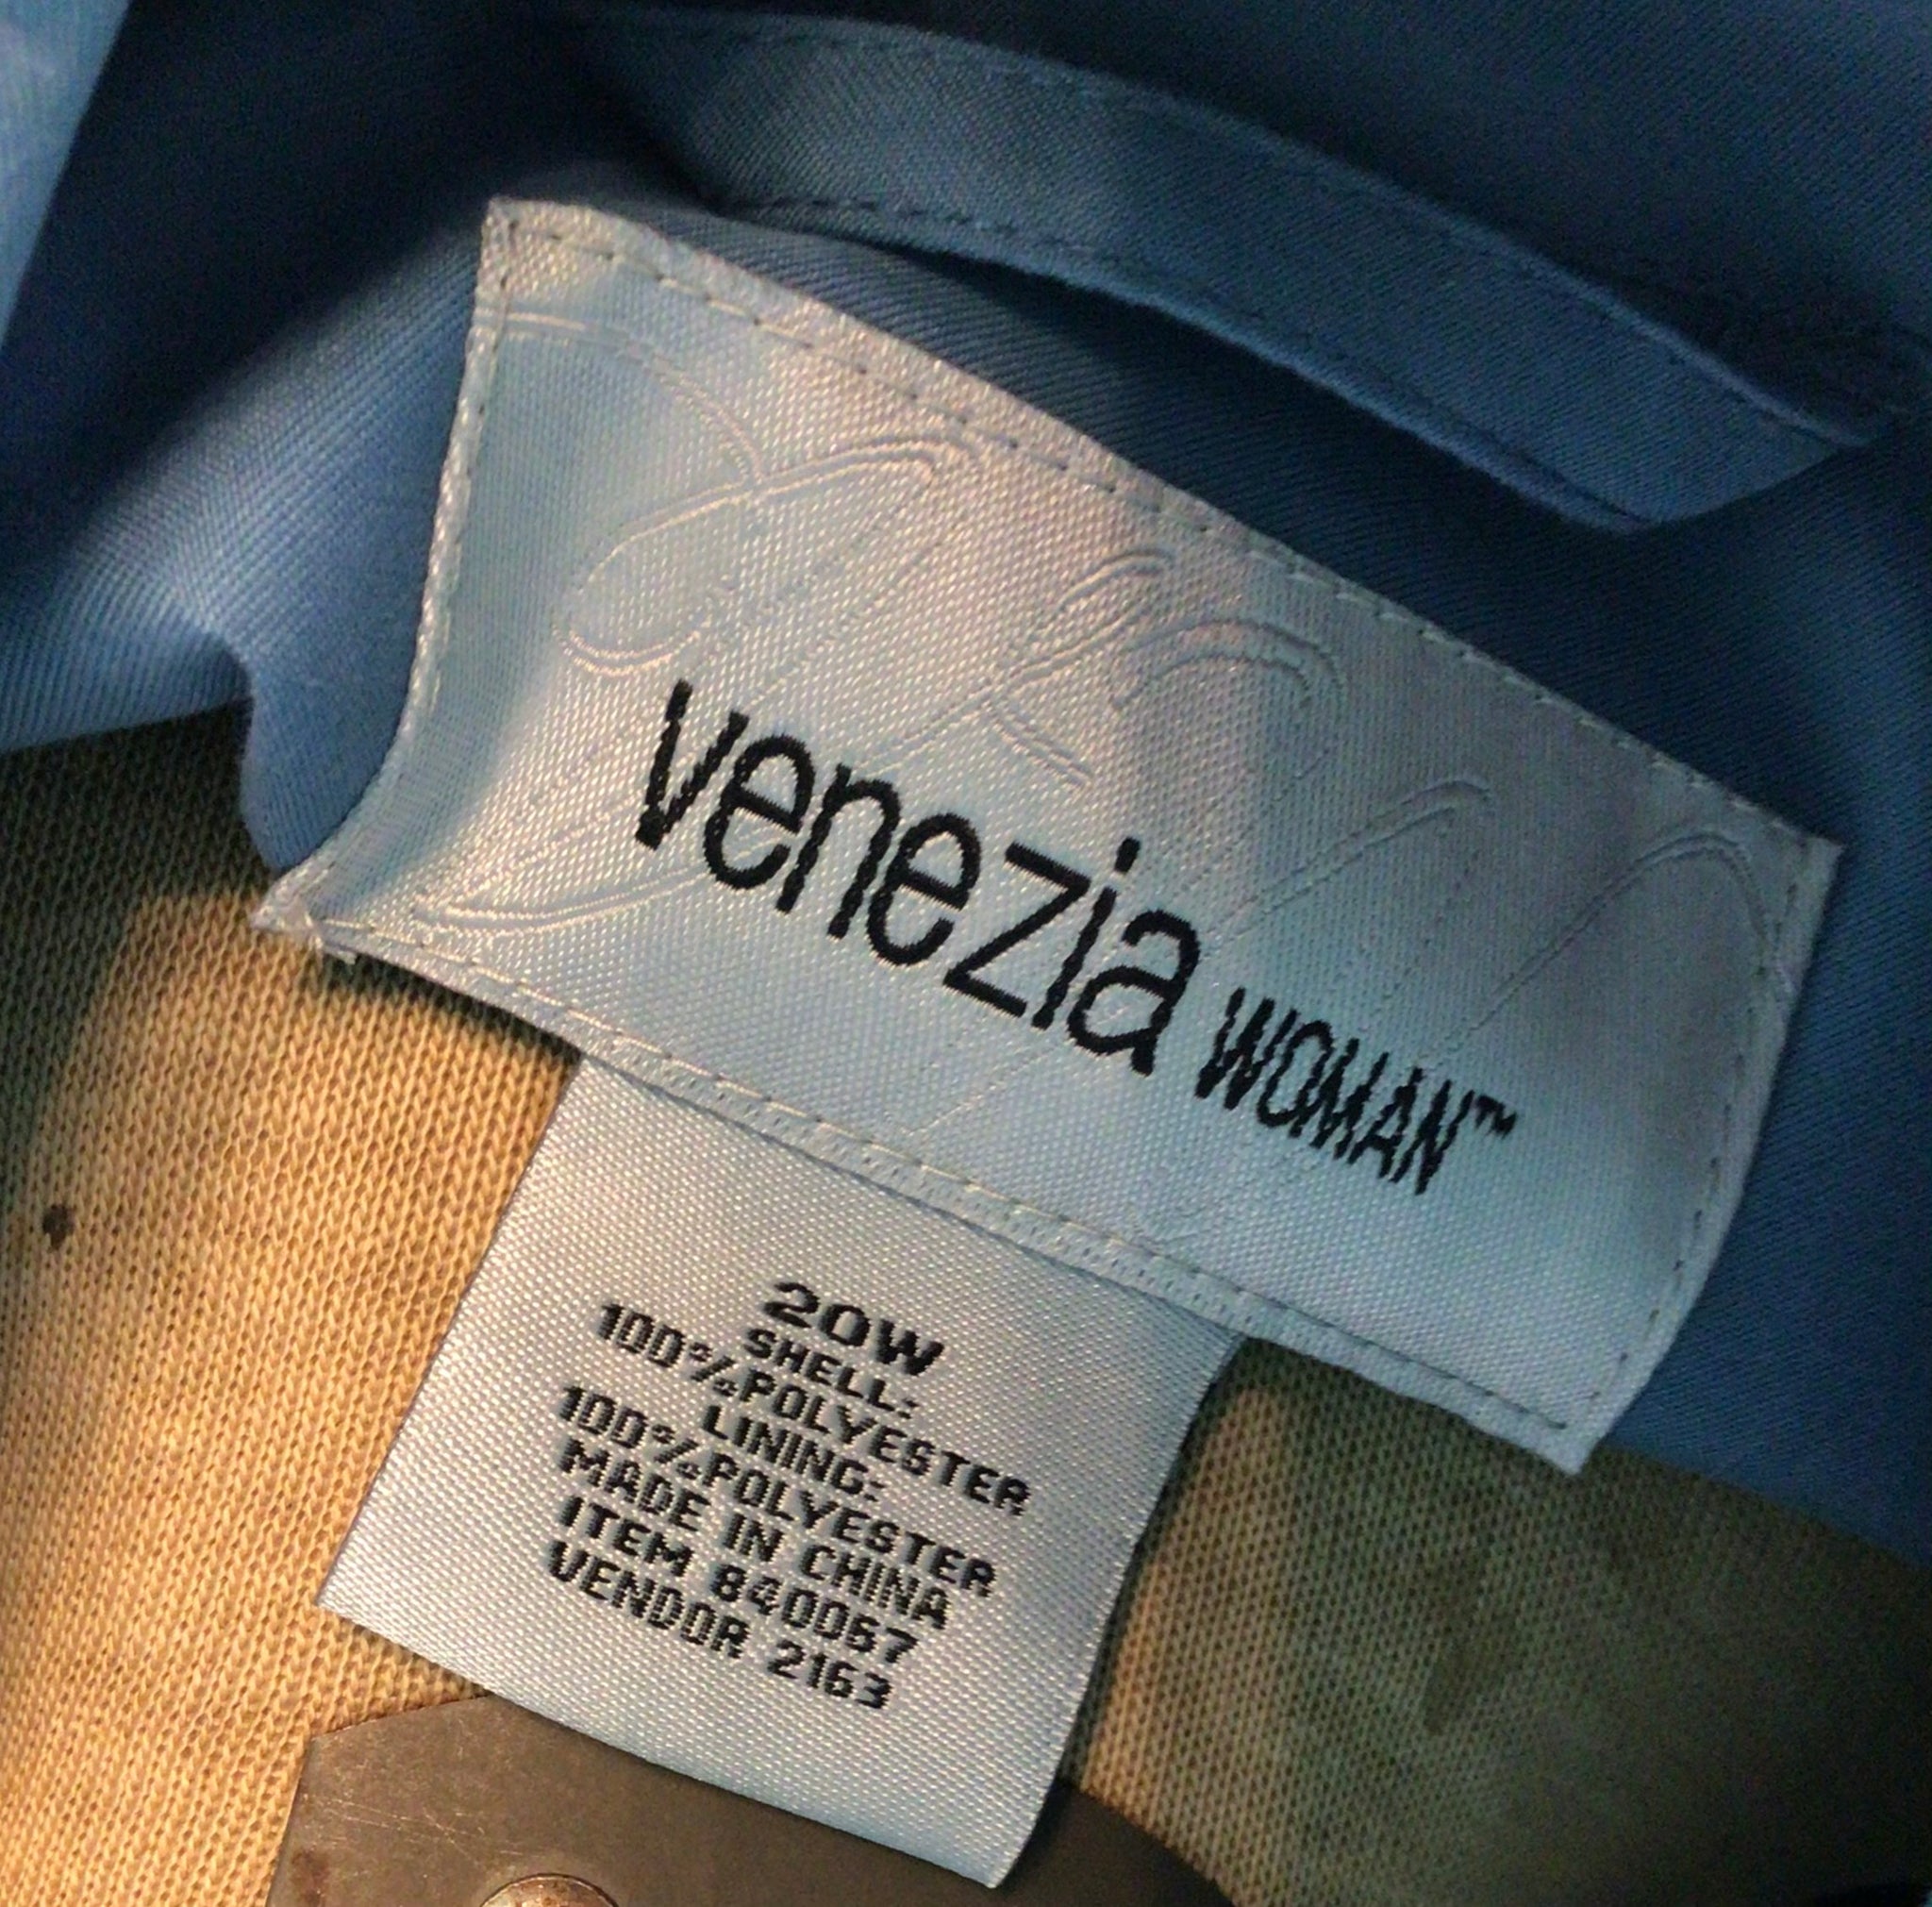 venezia WOMAN™
20W
SHELL:
100%POLYESTER
LINING:
100%POLYESTER
MADE IN CHINA
ITEM 840067
VENDOR 2163